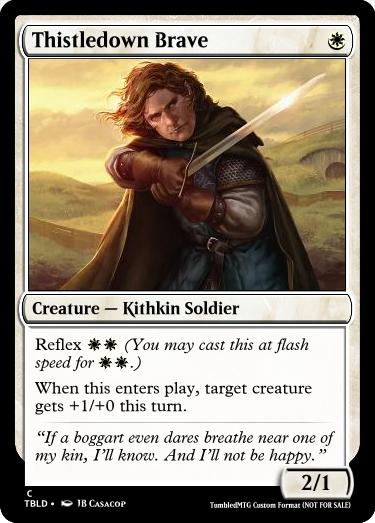 Thistledown Brave
Creature — Kithkin Soldier
Reflex (You may cast this at flash
speed for .)
When this enters play, target creature
gets +1/+0 this turn.
“If a boggart even dares breathe near one of
my kin, I'll know. And I'll not be happy.”
2/1
C
TBLD • JB Casacop
TumbledMTG Custom Format (NOT FOR SALE)